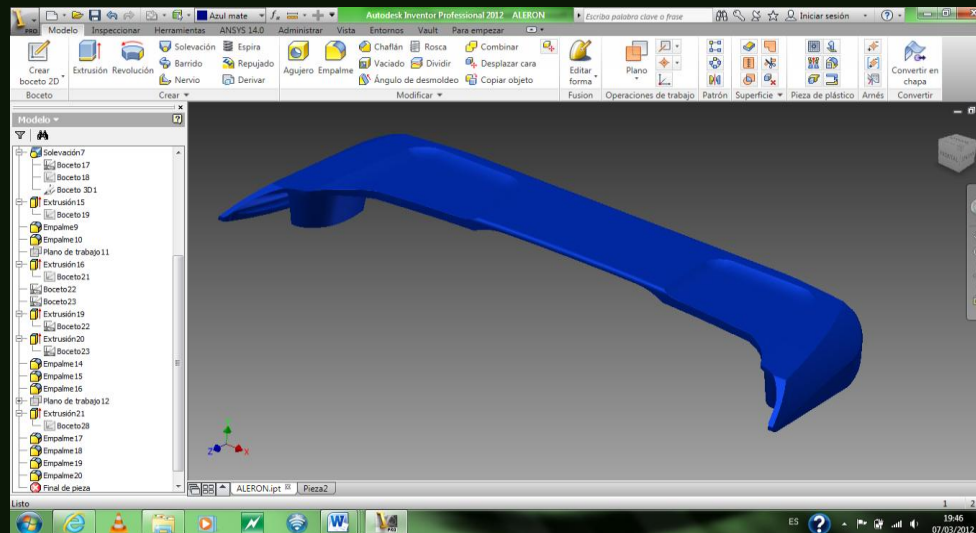 Azul mate
Autodesk Inventor Professional 2012 ALERON
Escriba palabra clave o frase
Iniciar sesión
PRO
Modelo Inspeccionar Herramientas ANSYS 14.0 Administrar Vista Entornos Vault Para empezar
Crear boceto 2D
Extrusión Revolución
Solevación Espira
Barrido Repujado
Nervio Derivar
Agujero Empalme
Chaflán Rosca Combinar
Vaciado Dividir Desplazar cara
Ángulo de desmoldeo Copiar objeto
Editar forma
Plano
Convertir en chapa
Boceto Crear Modificar Fusion Operaciones de trabajo Patrón Superficie Pieza de plástico Arnés Convertir
Modelo
Solevación7
Boceto17
Boceto18
Boceto 3D1
Extrusión15
Boceto19
Empalme9
Empalme10
Plano de trabajo11
Extrusión16
Boceto21
Boceto22
Boceto23
Extrusión19
Boceto22
Extrusión20
Boceto23
Empalme14
Empalme15
Empalme16
Plano de trabajo12
Extrusión21
Boceto28
Empalme17
Empalme18
Empalme19
Empalme20
Final de pieza
z x
ALERON.ipt Pieza2
Listo
1 2
ES
19:46
07/03/2012